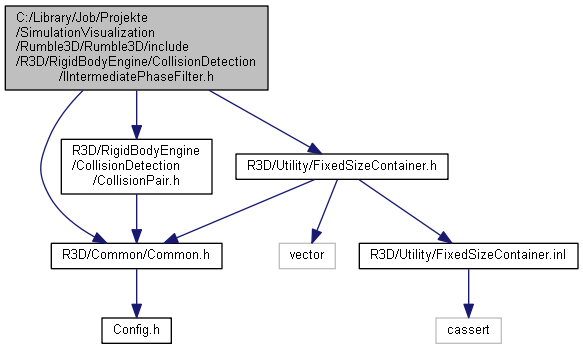 C:/Library/Job/Projekte
/SimulationVisualization
/Rumble3D/Rumble3D/include
/R3D/RigidBodyEngine/CollisionDetection
/IIntermediatePhaseFilter.h
R3D/RigidBodyEngine
/CollisionDetection
/CollisionPair.h
R3D/Utility/FixedSizeContainer.h
R3D/Common/Common.h
vector
R3D/Utility/FixedSizeContainer.inl
Config.h
cassert